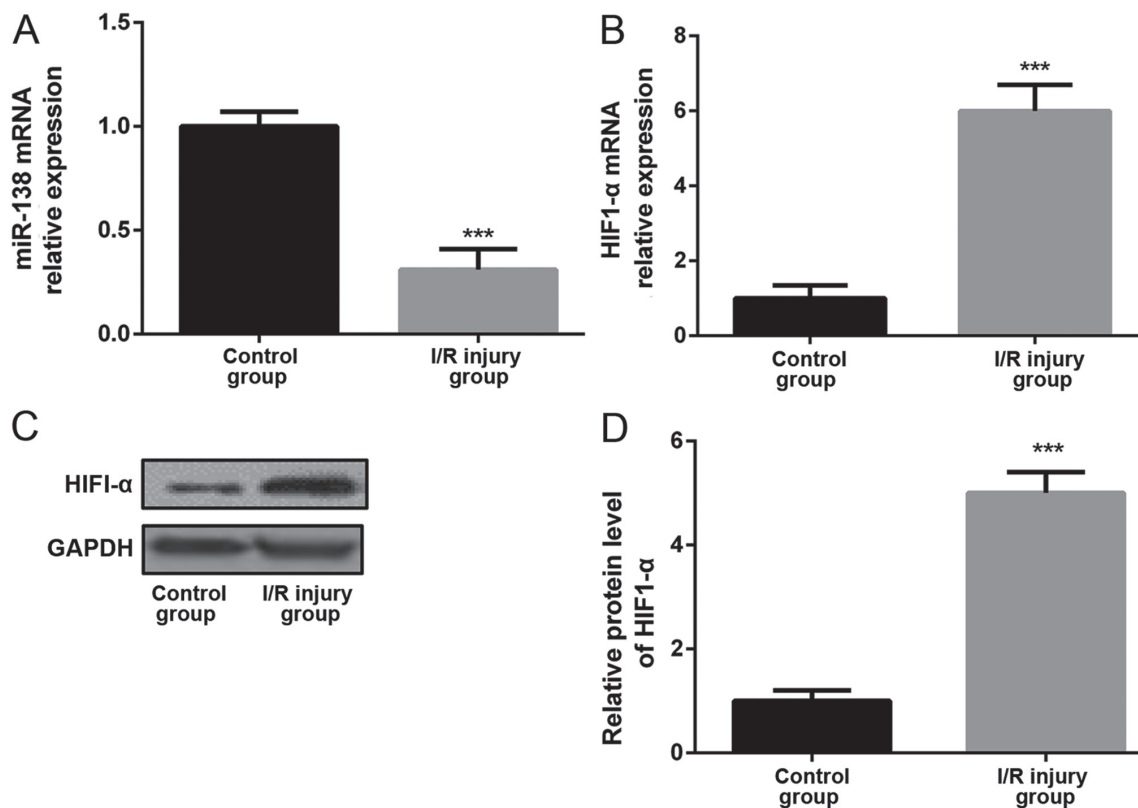 A
miR-138 mRNA
relative expression
1.5
1.0
0.5
0.0
***
Control
group
I/R injury
group
B
HIF1-α mRNA
relative expression
8
6
4
2
0
***
Control
group
I/R injury
group
C
HIFI-α
GAPDH
Control
group
I/R injury
group
D
Relative protein level
of HIF1-α
6
4
2
0
***
Control
group
I/R injury
group